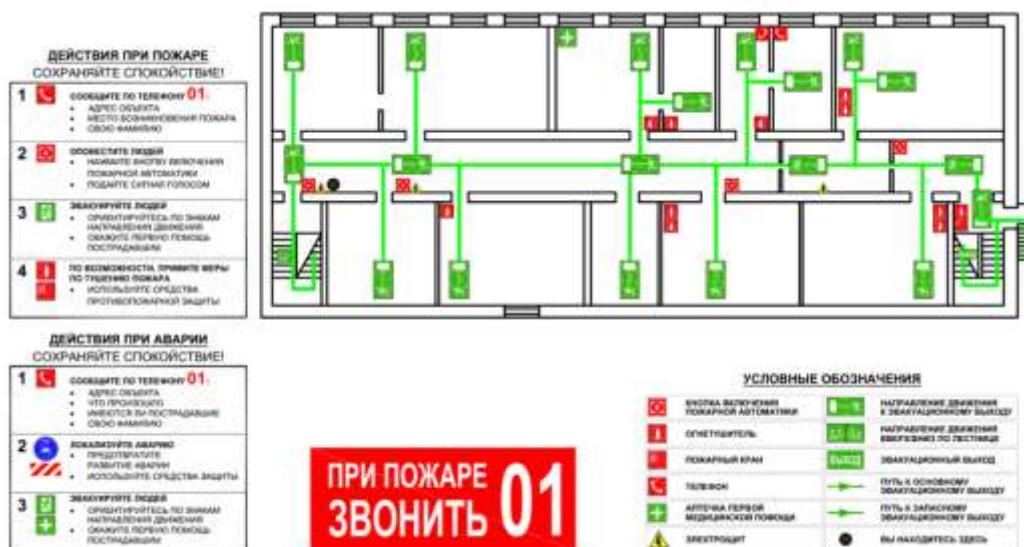 ДЕЙСТВИЯ ПРИ ПОЖАРЕ
СОХРАНЯЙТЕ СПОКОЙСТВИЕ!
1 СООБЩИТЕ ПО ТЕЛЕФОНУ 01:
• АДРЕС ОБЪЕКТА
• МЕСТО ВОЗНИКНОВЕНИЯ ПОЖАРА
• СВОЮ ФАМИЛИЮ
2 ОПОВЕСТИТЕ ЛЮДЕЙ
• НАЖМИТЕ КНОПКУ ВКЛЮЧЕНИЯ
ПОЖАРНОЙ АВТОМАТИКИ
• ПОДАЙТЕ СИГНАЛ ГОЛОСОМ
3 ЭВАКУИРУЙТЕ ЛЮДЕЙ
• ОРИЕНТИРУЙТЕСЬ ПО ЗНАКАМ
НАПРАВЛЕНИЯ ДВИЖЕНИЯ
• ОКАЖИТЕ ПЕРВУЮ ПОМОЩЬ
ПОСТРАДАВШИМ
4 ПО ВОЗМОЖНОСТИ, ПРИМИТЕ МЕРЫ
ПО ТУШЕНИЮ ПОЖАРА
• ИСПОЛЬЗУЙТЕ СРЕДСТВА
ПРОТИВОПОЖАРНОЙ ЗАЩИТЫ
ДЕЙСТВИЯ ПРИ АВАРИИ
СОХРАНЯЙТЕ СПОКОЙСТВИЕ!
1 СООБЩИТЕ ПО ТЕЛЕФОНУ 01:
• АДРЕС ОБЪЕКТА
• ЧТО ПРОИЗОШЛО
• ИМЕЮТСЯ ЛИ ПОСТРАДАВШИЕ
• СВОЮ ФАМИЛИЮ
2 ЛОКАЛИЗУЙТЕ АВАРИЮ
• ПРЕДОТВРАТИТЕ
РАЗВИТИЕ АВАРИИ
• ИСПОЛЬЗУЙТЕ СРЕДСТВА ЗАЩИТЫ
3 ЭВАКУИРУЙТЕ ЛЮДЕЙ
• ОРИЕНТИРУЙТЕСЬ ПО ЗНАКАМ
НАПРАВЛЕНИЯ ДВИЖЕНИЯ
• ОКАЖИТЕ ПЕРВУЮ ПОМОЩЬ
ПОСТРАДАВШИМ
ПРИ ПОЖАРЕ
ЗВОНИТЬ 01
УСЛОВНЫЕ ОБОЗНАЧЕНИЯ
КНОПКА ВКЛЮЧЕНИЯ
ПОЖАРНОЙ АВТОМАТИКИ
ОГНЕТУШИТЕЛЬ
ПОЖАРНЫЙ КРАН
ТЕЛЕФОН
АПТЕЧКА ПЕРВОЙ
МЕДИЦИНСКОЙ ПОМОЩИ
ЭЛЕКТРОЩИТ
НАПРАВЛЕНИЕ ДВИЖЕНИЯ
К ЭВАКУАЦИОННОМУ ВЫХОДУ
НАПРАВЛЕНИЕ ДВИЖЕНИЯ
ВВЕРХ/ВНИЗ ПО ЛЕСТНИЦЕ
ВЫХОД ЭВАКУАЦИОННЫЙ ВЫХОД
ПУТЬ К ОСНОВНОМУ
ЭВАКУАЦИОННОМУ ВЫХОДУ
ПУТЬ К ЗАПАСНОМУ
ЭВАКУАЦИОННОМУ ВЫХОДУ
ВЫ НАХОДИТЕСЬ ЗДЕСЬ